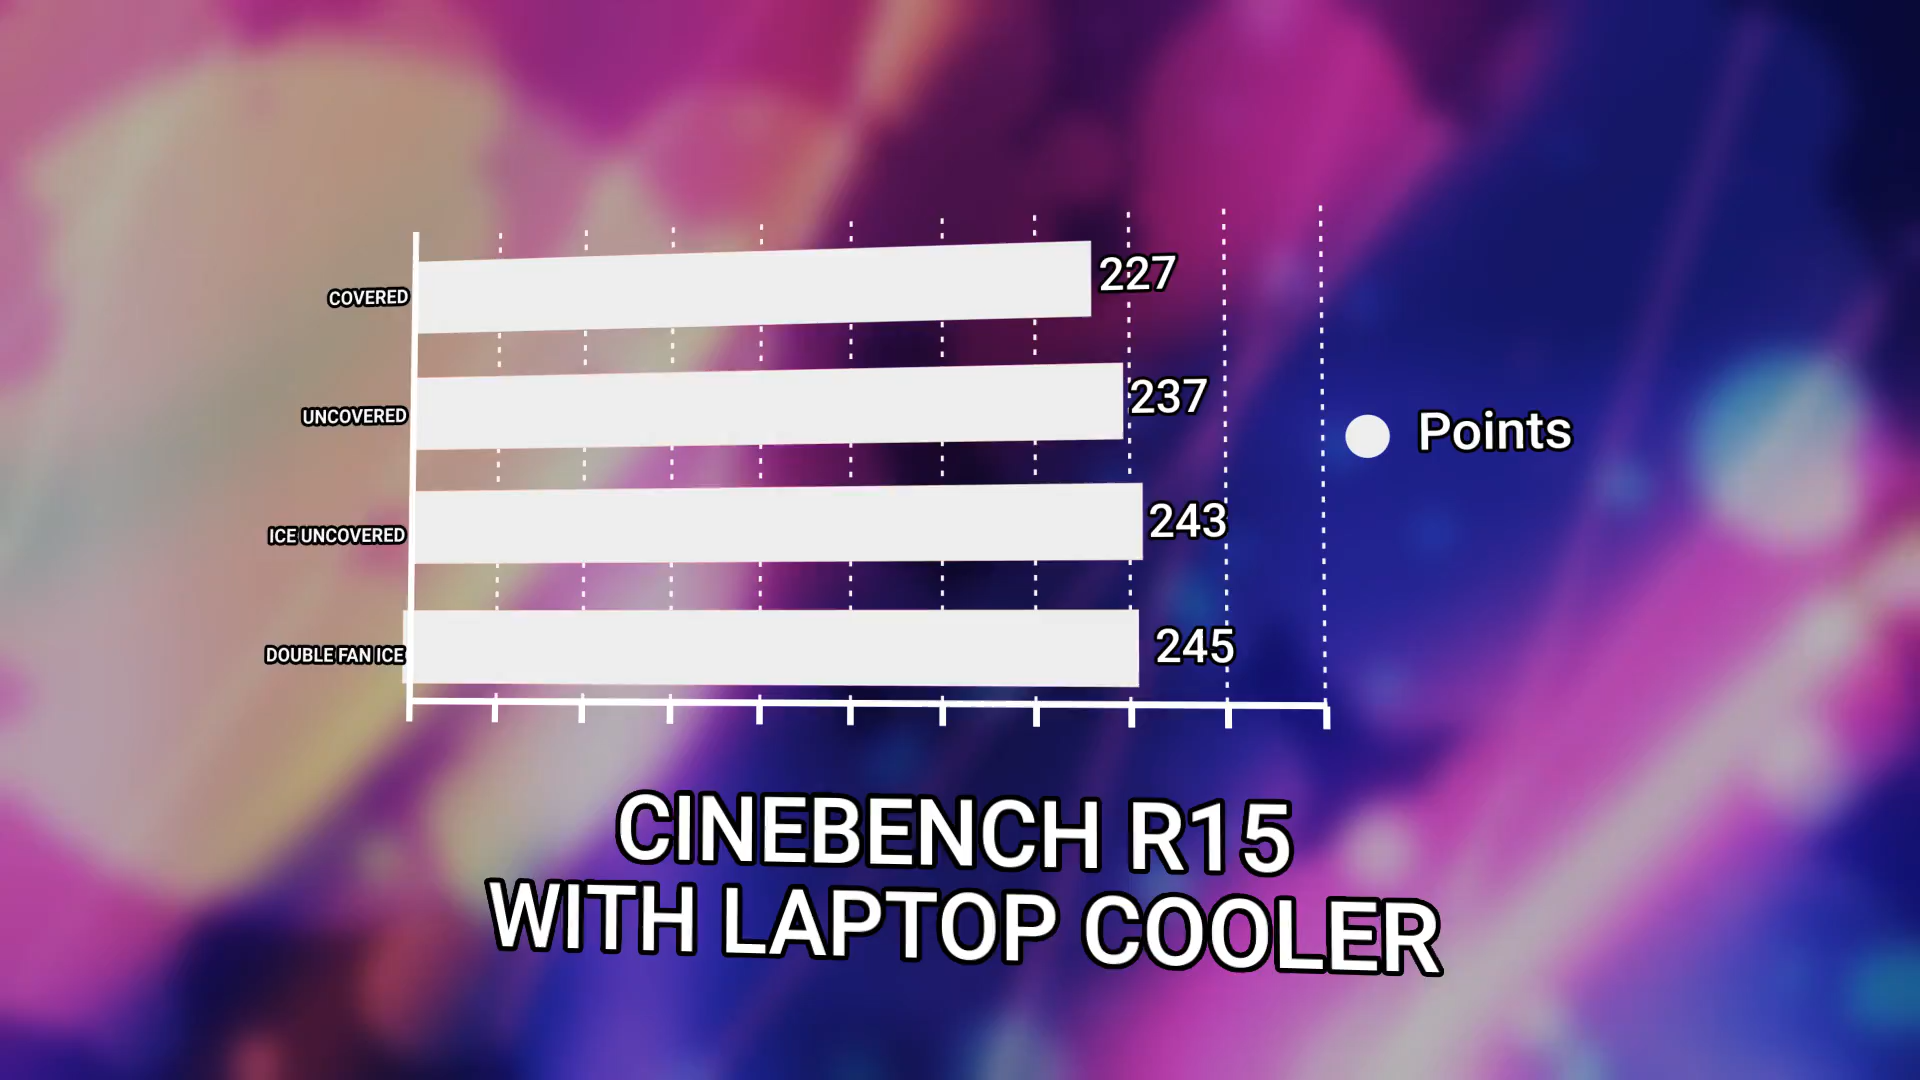 COVERED 227
UNCOVERED 237
Points
ICE UNCOVERED 243
DOUBLE FAN ICE 245
CINEBENCH R15
WITH LAPTOP COOLER